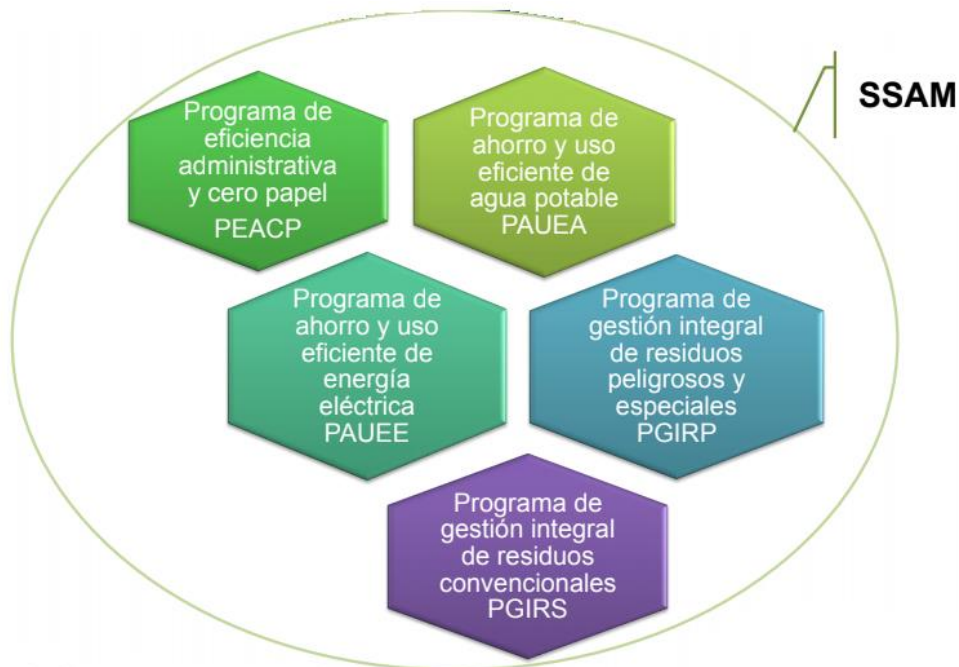 SSAM
Programa de
eficiencia
administrativa
y cero papel
PEACP
Programa de
ahorro y uso
eficiente de
agua potable
PAUEA
Programa de
ahorro y uso
eficiente de
energía
eléctrica
PAUEE
Programa de
gestión integral
de residuos
peligrosos y
especiales
PGIRP
Programa de
gestión integral
de residuos
convencionales
PGIRS